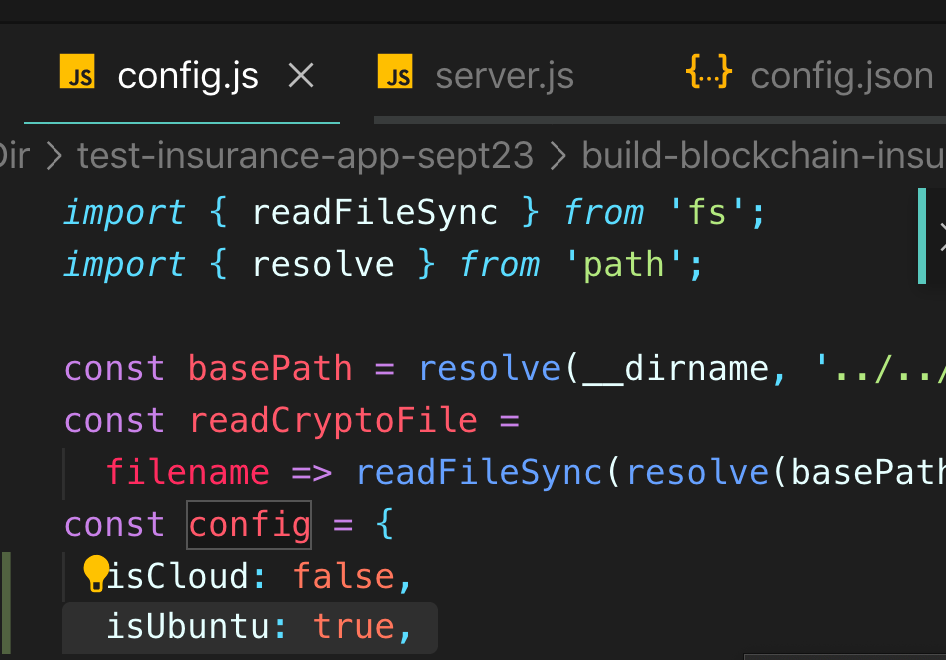 JS config.js JS server.js {...} config.json
Dir > test-insurance-app-sept23 > build-blockchain-insu
import { readFileSync } from 'fs';
import { resolve } from 'path';
const basePath = resolve(__dirname, '../../
const readCryptoFile =
filename => readFileSync(resolve(basePath
const config = {
isCloud: false,
isUbuntu: true,